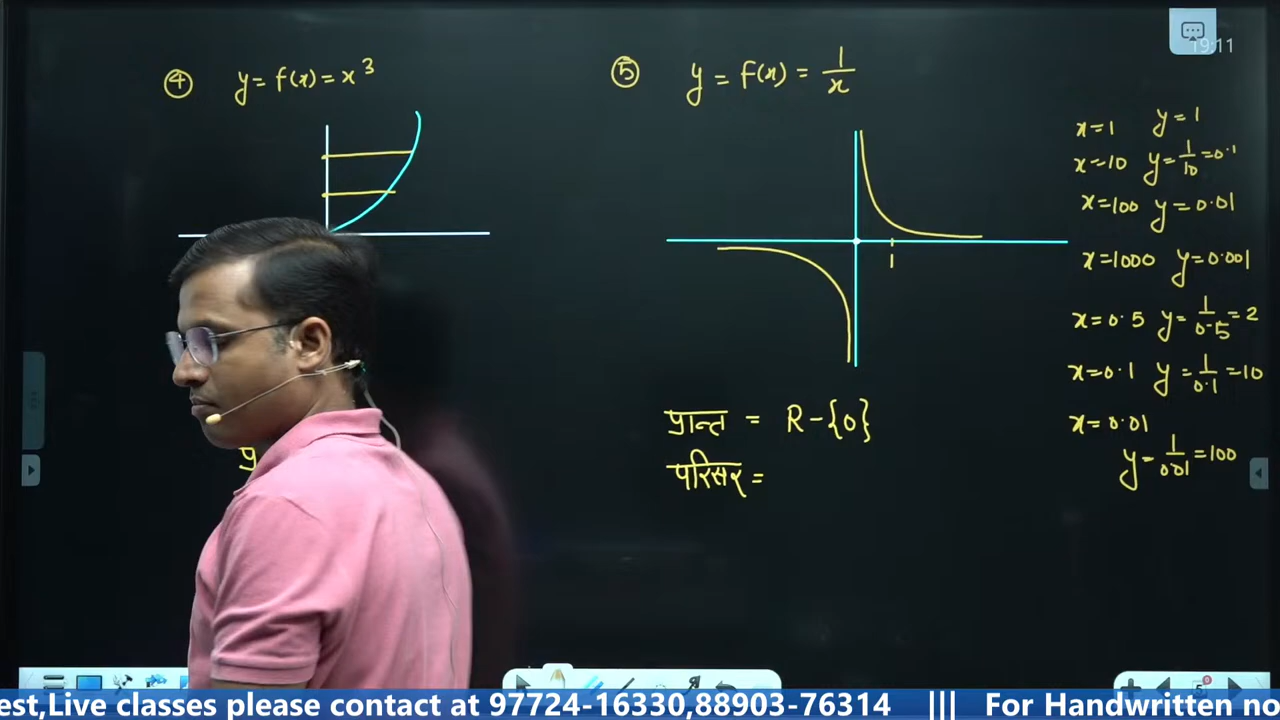 19:11
④ y = f(x) = x³
⑤ y = f(x) = 1/x
1
x=1 y=1
x=10 y=1/10=0.1
x=100 y=0.01
x=1000 y=0.001
x=0.5 y=1/0.5=2
x=0.1 y=1/0.1=10
x=0.01
y=1/0.01=100
प्रान्त = R-{0}
परिसर =
5
est,Live classes please contact at 97724-16330,88903-76314 ||| For Handwritten no